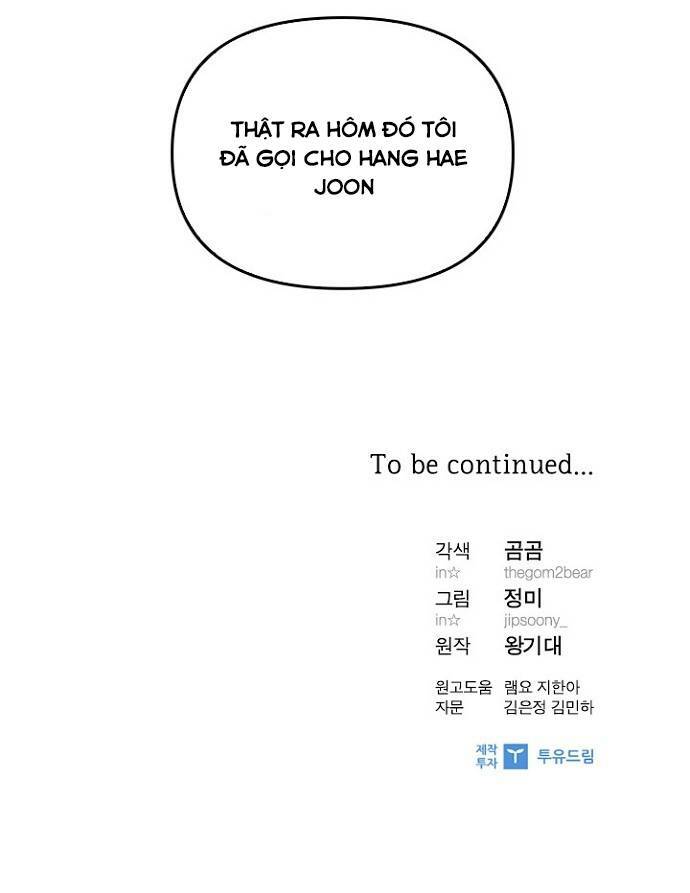 THẬT RA HÔM ĐÓ TÔI
ĐÃ GỌI CHO HANG HAE
JOON
To be continued...
각색 곰곰
in☆ thegom2bear
그림 정미
in☆ jipsoony_
원작 왕기대
원고도움 램요 지한아
자문 김은정 김민하
제작
투자 투유드림